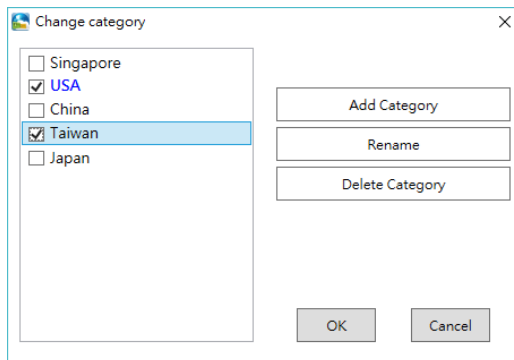 Change category
Singapore
USA
China
Taiwan
Japan
Add Category
Rename
Delete Category
OK
Cancel